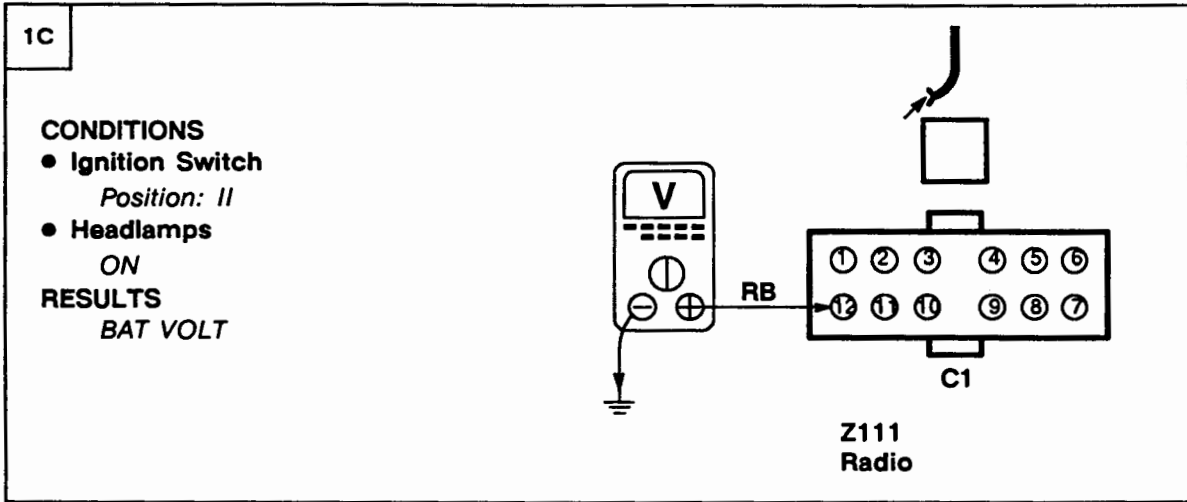 1C
CONDITIONS
● Ignition Switch
Position: II
● Headlamps
ON
RESULTS
BAT VOLT
V
RB
1 2 3 4 5 6
12 11 10 9 8 7
C1
Z111
Radio